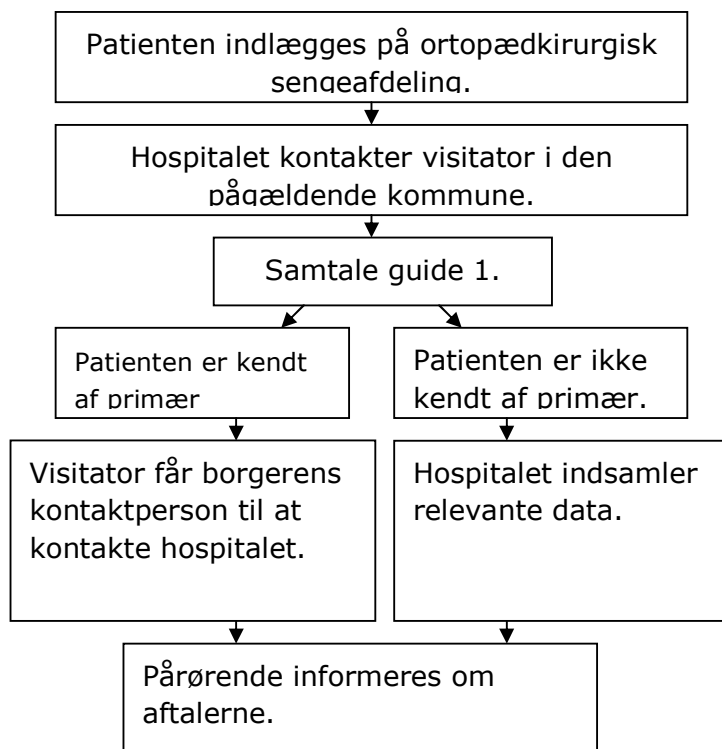 Patienten indlægges på ortopædkirurgisk
sengeafdeling.
Hospitalet kontakter visitator i den
pågældende kommune.
Samtale guide 1.
Patienten er kendt
af primær
Patienten er ikke
kendt af primær.
Visitator får borgerens
kontaktperson til at
kontakte hospitalet.
Hospitalet indsamler
relevante data.
Pårørende informeres om
aftalerne.